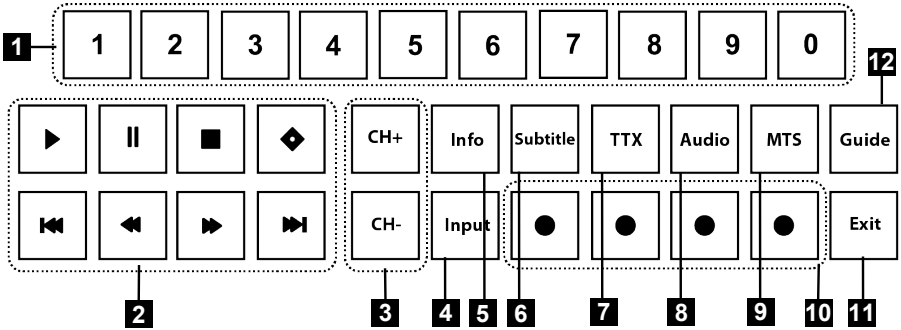 1 1 2 3 4 5 6 7 8 9 0
12
CH+ Info Subtitle TTX Audio MTS Guide
CH- Input Exit
2 3 4 5 6 7 8 9 10 11